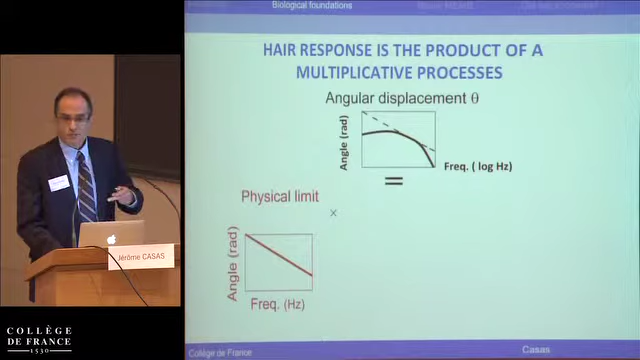 Biological foundations
HAIR RESPONSE IS THE PRODUCT OF A
MULTIPLICATIVE PROCESSES
Angular displacement θ
Angle (rad)
Freq. ( log Hz)
=
Physical limit
×
Angle (rad)
Freq. (Hz)
Jérôme CASAS
COLLÈGE
DE FRANCE
1530
Collège de France
Casas